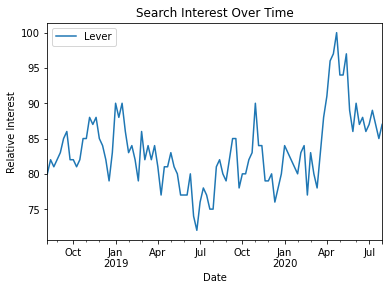 Search Interest Over Time
Lever
Relative Interest
100
95
90
85
80
75
Oct
Jan
2019
Apr
Jul
Oct
Jan
2020
Apr
Jul
Date